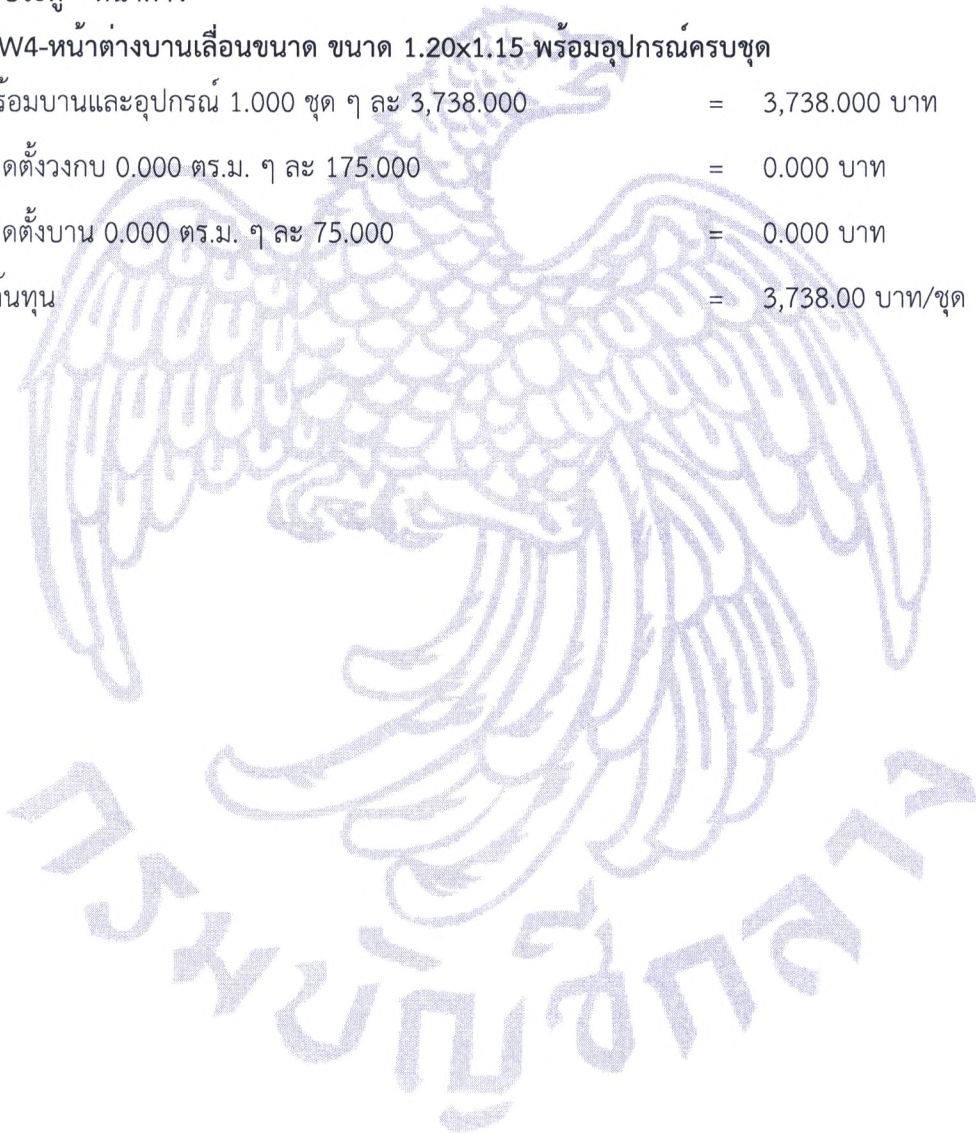 W4-หน้าต่างบานเลื่อนขนาด ขนาด 1.20x1.15 พร้อมอุปกรณ์ครบชุด
ร้อมบานและอุปกรณ์ 1.000 ชุด ๆ ละ 3,738.000 = 3,738.000 บาท
ดตั้งวงกบ 0.000 ตร.ม. ๆ ละ 175.000 = 0.000 บาท
ดตั้งบาน 0.000 ตร.ม. ๆ ละ 75.000 = 0.000 บาท
้นทุน = 3,738.00 บาท/ชุด
กรมบัญชีกลาง